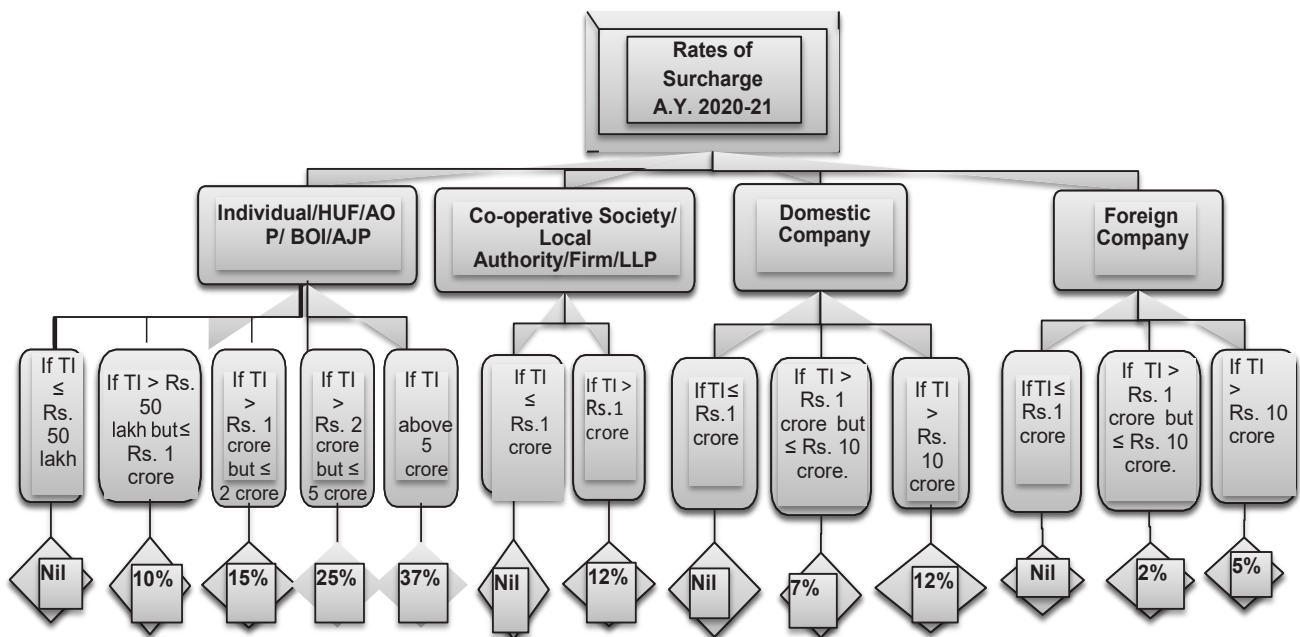 Rates of
Surcharge
A.Y. 2020-21
Individual/HUF/AO
P/ BOI/AJP
Co-operative Society/
Local
Authority/Firm/LLP
Domestic
Company
Foreign
Company
If TI
≤
Rs.
50
lakh
If TI > Rs.
50
lakh but ≤
Rs. 1
crore
If TI
>
Rs. 1
crore
but ≤
2 crore
If TI
>
Rs. 2
crore
but ≤
5 crore
If TI
above
5
crore
If TI
≤
Rs.1
crore
If TI >
Rs.1
crore
If TI ≤
Rs.1
crore
If TI >
Rs. 1
crore but
≤ Rs. 10
crore.
If TI
>
Rs.
10
crore
If TI ≤
Rs.1
crore
If TI >
Rs. 1
crore but
≤ Rs. 10
crore.
If TI
>
Rs. 10
crore
Nil
10%
15%
25%
37%
Nil
12%
Nil
7%
12%
Nil
2%
5%